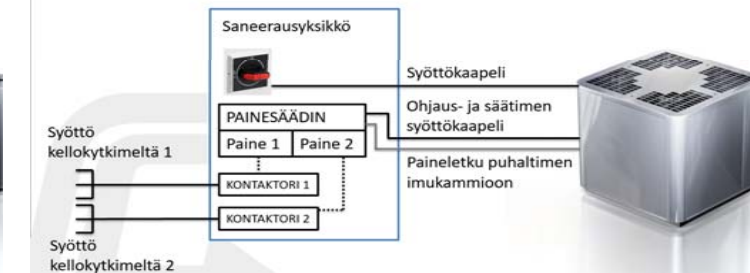 Saneerausyksikkö
Syöttökaapeli
Ohjaus- ja säätimen
syöttökaapeli
Paineletku puhaltimen
imukammioon
PAINESÄÄDIN
Paine 1 Paine 2
Syöttö
kellokytkimeltä 1
KONTAKTORI 1
KONTAKTORI 2
Syöttö
kellokytkimeltä 2